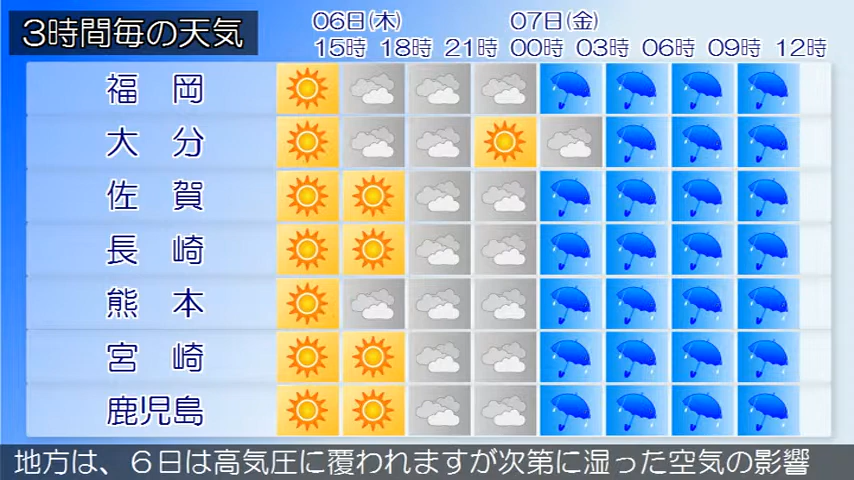 3時間毎の天気
06日(木) 07日(金)
15時 18時 21時 00時 03時 06時 09時 12時
福岡
大分
佐賀
長崎
熊本
宮崎
鹿児島
地方は、６日は高気圧に覆われますが次第に湿った空気の影響